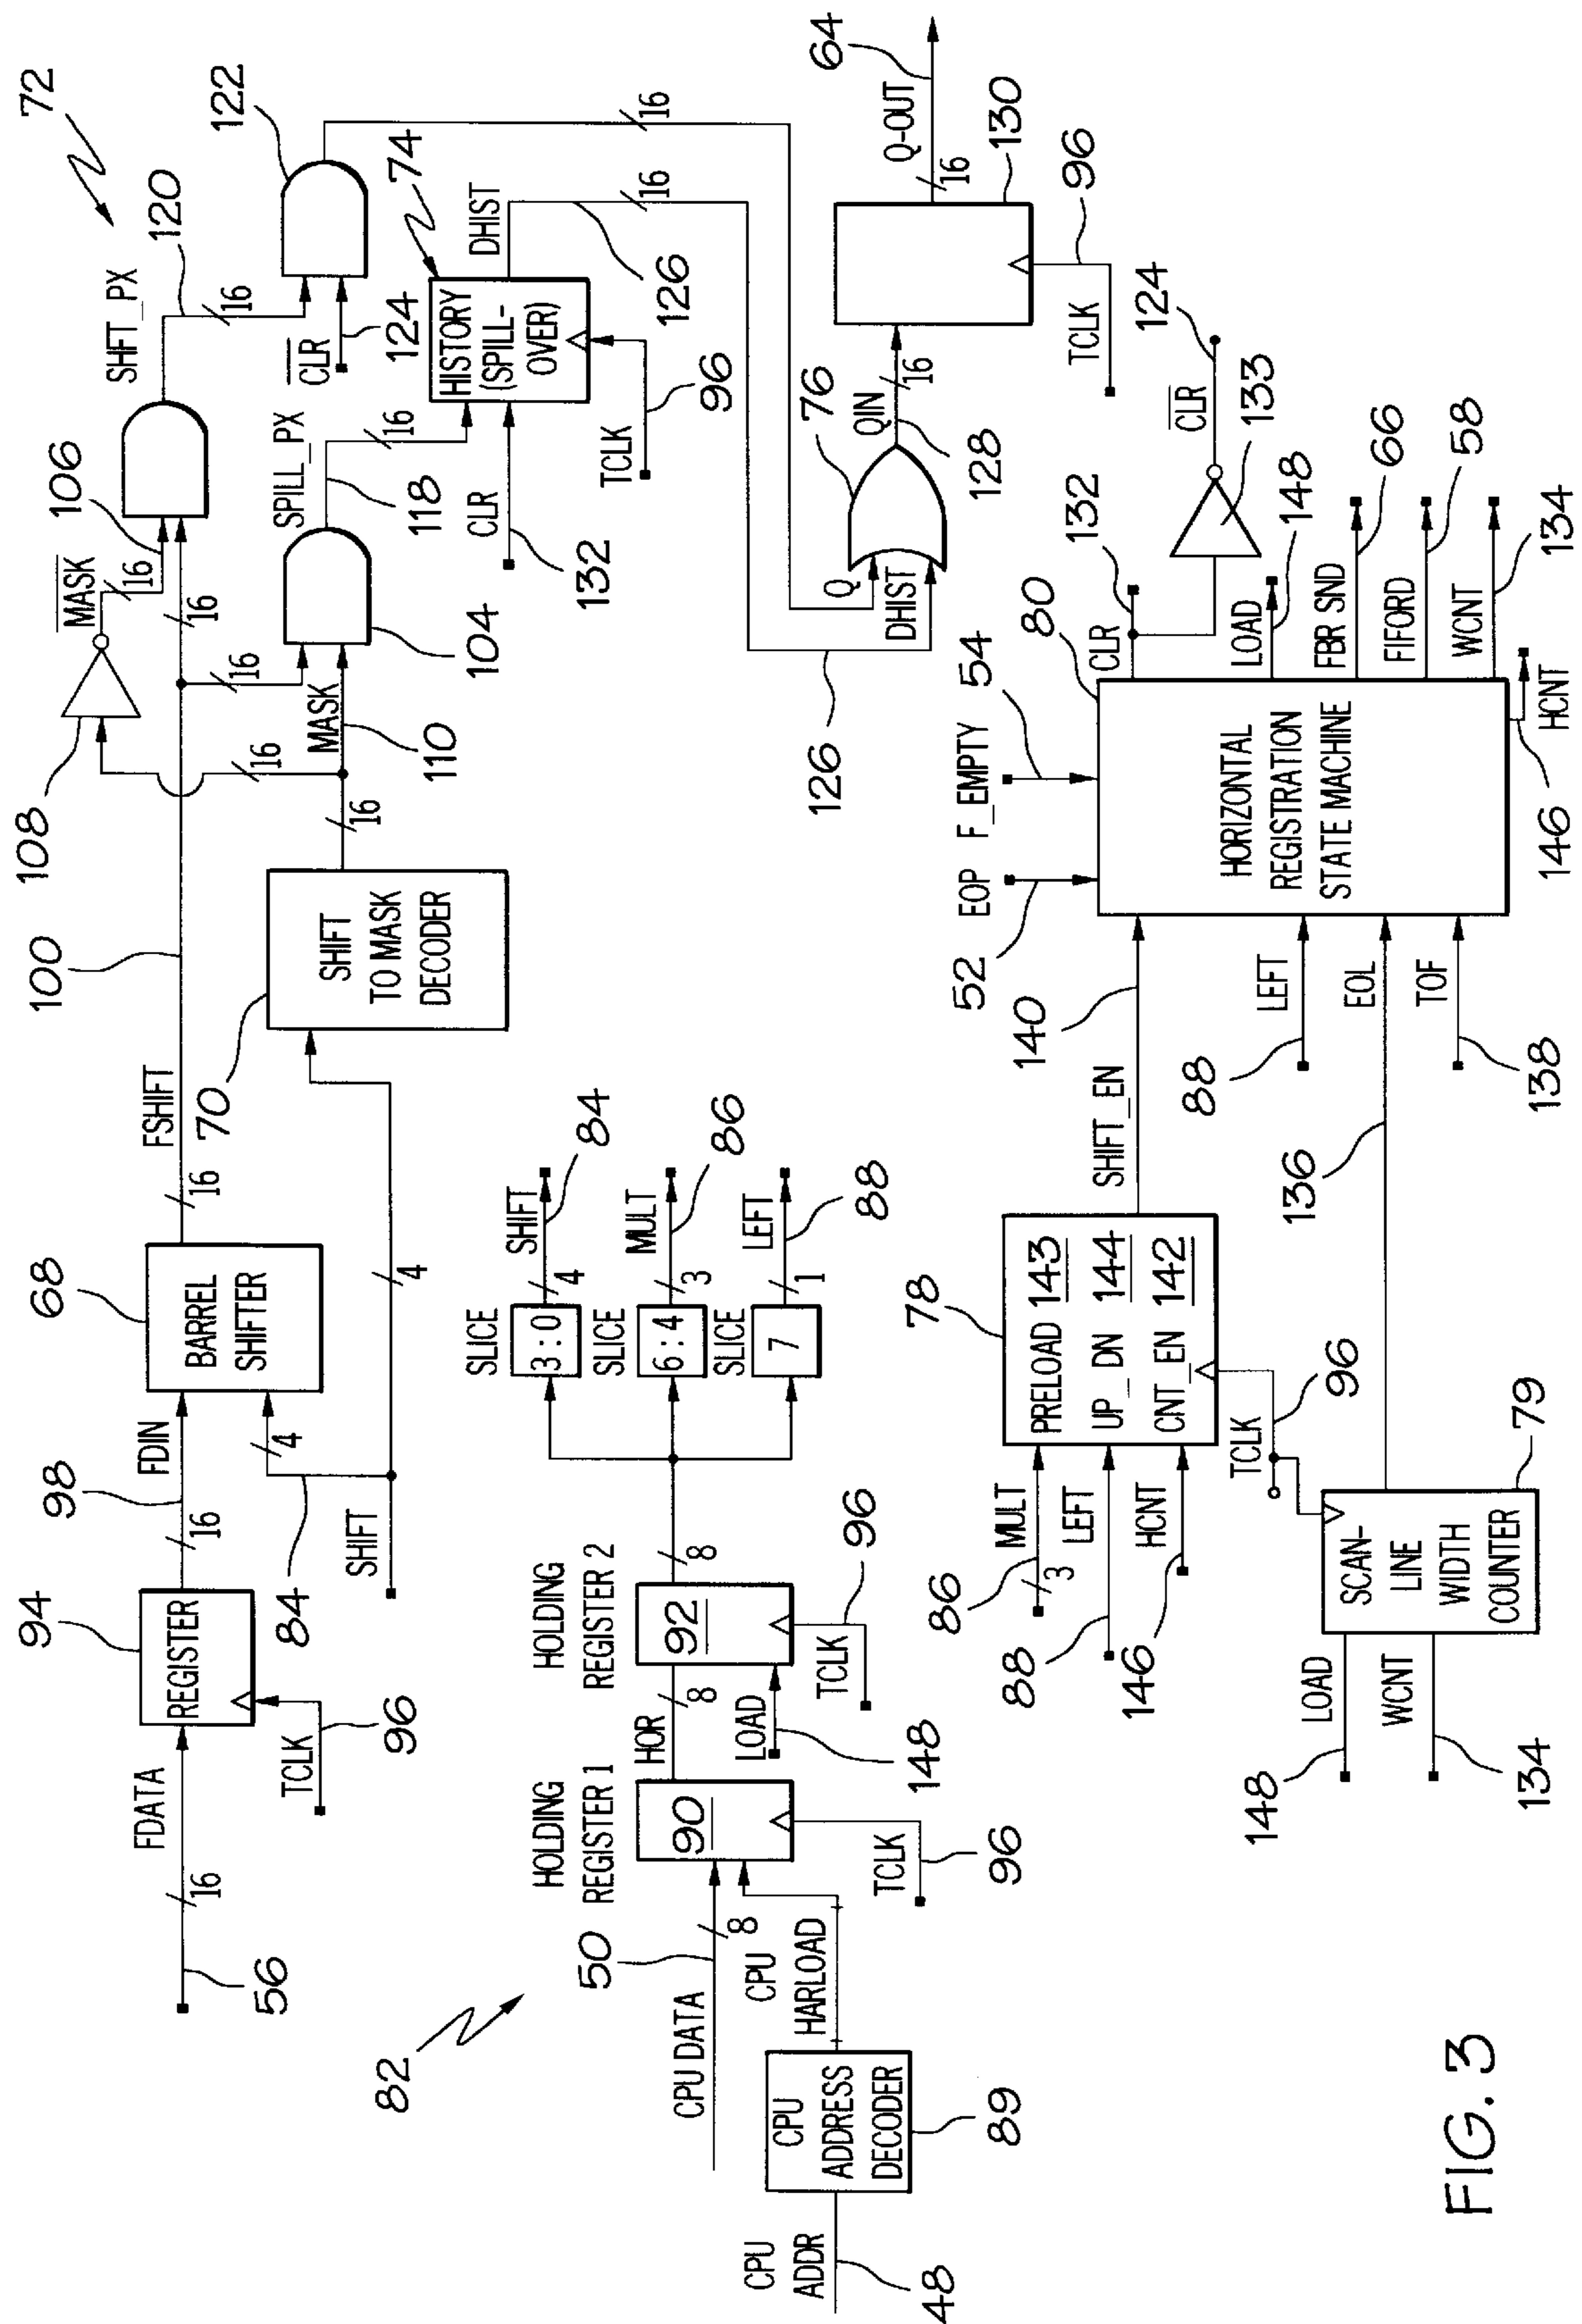 72
FDATA
16
56
94
REGISTER
TCLK
96
98
FDIN
16
84
SHIFT
4
68
BARREL
SHIFTER
FSHIFT
16
4
100
70
SHIFT
TO MASK
DECODER
16
108
MASK
16
16
16
16
MASK
110
106
104
SHFT_PX
120
16
SPILL_PX
118
16
CLR
124
122
CLR
132
HISTORY
(SPILL-
OVER)
74
TCLK
96
DHIST
126
16
16
126
Q
DHIST
76
QIN
128
16
130
TCLK
96
Q-OUT
16
64
82
CPU
ADDR
48
CPU
ADDRESS
DECODER
89
CPU DATA
50
8
CPU
HARLOAD
HOLDING
REGISTER 1
90
TCLK
96
HOR
8
LOAD
148
HOLDING
REGISTER 2
92
TCLK
96
8
SLICE
3:0
SLICE
6:4
SLICE
7
SHIFT
4
84
MULT
3
86
LEFT
1
88
MULT
86
3
LEFT
88
HCNT
146
78
PRELOAD 143
UP_DN 144
CNT_EN 142
TCLK
96
LOAD
148
WCNT
134
SCAN-
LINE
WIDTH
COUNTER
79
SHIFT_EN
140
136
EOP
52
F_EMPTY
54
LEFT
88
EOL
TOF
138
HORIZONTAL
REGISTRATION
STATE MACHINE
80
CLR
132
133
CLR
124
LOAD
148
FBR SND
66
FIFORD
58
WCNT
134
HCNT
146
FIG. 3